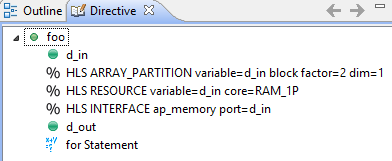 Outline Directive
foo
d_in
% HLS ARRAY_PARTITION variable=d_in block factor=2 dim=1
% HLS RESOURCE variable=d_in core=RAM_1P
% HLS INTERFACE ap_memory port=d_in
d_out
for Statement